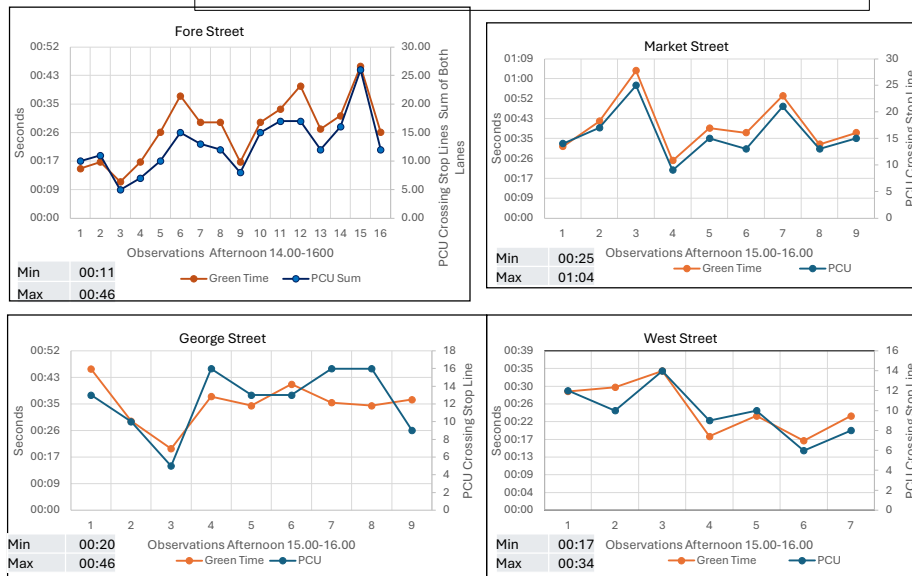 Fore Street
00:52
00:43
00:35
00:26
00:17
00:09
00:00
Seconds
30.00
25.00
20.00
15.00
10.00
5.00
0.00
PCU Crossing Stop Lines Sum of Both
Lanes
1 2 3 4 5 6 7 8 9 10 11 12 13 14 15 16
Observations Afternoon 14.00-1600
Green Time PCU Sum
Min 00:11
Max 00:46
Market Street
01:09
01:00
00:52
00:43
00:35
00:26
00:17
00:09
00:00
Seconds
30
25
20
15
10
5
0
PCU Crossing Stop Line
1 2 3 4 5 6 7 8 9
Observations Afternoon 15.00-16.00
Green Time PCU
Min 00:25
Max 01:04
George Street
00:52
00:43
00:35
00:26
00:17
00:09
00:00
Seconds
18
16
14
12
10
8
6
4
2
0
PCU Crossing Stop Line
1 2 3 4 5 6 7 8 9
Observations Afternoon 15.00-16.00
Green Time PCU
Min 00:20
Max 00:46
West Street
00:39
00:35
00:30
00:26
00:22
00:17
00:13
00:09
00:04
00:00
Seconds
16
14
12
10
8
6
4
2
0
PCU Crossing Stop Line
1 2 3 4 5 6 7
Observations Afternoon 15.00-16.00
Green Time PCU
Min 00:17
Max 00:34